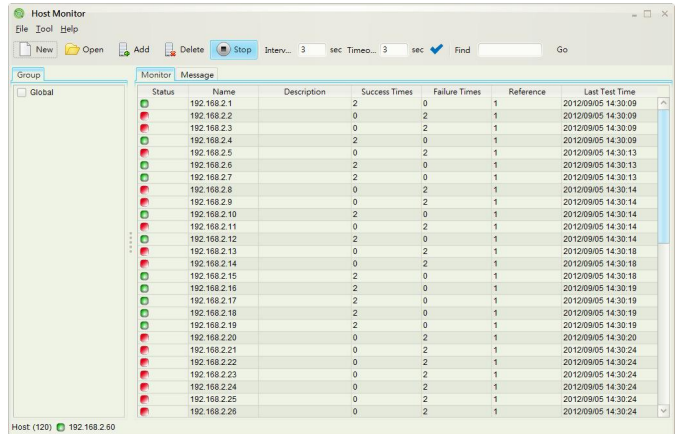 Host Monitor
File Tool Help
New Open Add Delete Stop Interv... 3 sec Timeo... 3 sec Find Go
Group Monitor Message
Global Status Name Description Success Times Failure Times Reference Last Test Time
192.168.2.1 2 0 1 2012/09/05 14:30:09
192.168.2.2 0 2 1 2012/09/05 14:30:09
192.168.2.3 0 2 1 2012/09/05 14:30:09
192.168.2.4 2 0 1 2012/09/05 14:30:09
192.168.2.5 0 2 1 2012/09/05 14:30:13
192.168.2.6 2 0 1 2012/09/05 14:30:13
192.168.2.7 2 0 1 2012/09/05 14:30:13
192.168.2.8 0 2 1 2012/09/05 14:30:14
192.168.2.9 0 2 1 2012/09/05 14:30:14
192.168.2.10 2 0 1 2012/09/05 14:30:14
192.168.2.11 0 2 1 2012/09/05 14:30:14
192.168.2.12 2 0 1 2012/09/05 14:30:14
192.168.2.13 0 2 1 2012/09/05 14:30:18
192.168.2.14 0 2 1 2012/09/05 14:30:18
192.168.2.15 2 0 1 2012/09/05 14:30:18
192.168.2.16 2 0 1 2012/09/05 14:30:19
192.168.2.17 2 0 1 2012/09/05 14:30:19
192.168.2.18 2 0 1 2012/09/05 14:30:19
192.168.2.19 2 0 1 2012/09/05 14:30:19
192.168.2.20 0 2 1 2012/09/05 14:30:20
192.168.2.21 0 2 1 2012/09/05 14:30:24
192.168.2.22 0 2 1 2012/09/05 14:30:24
192.168.2.23 0 2 1 2012/09/05 14:30:24
192.168.2.24 0 2 1 2012/09/05 14:30:24
192.168.2.25 0 2 1 2012/09/05 14:30:24
192.168.2.26 0 2 1 2012/09/05 14:30:24
Host: (120) 192.168.2.60